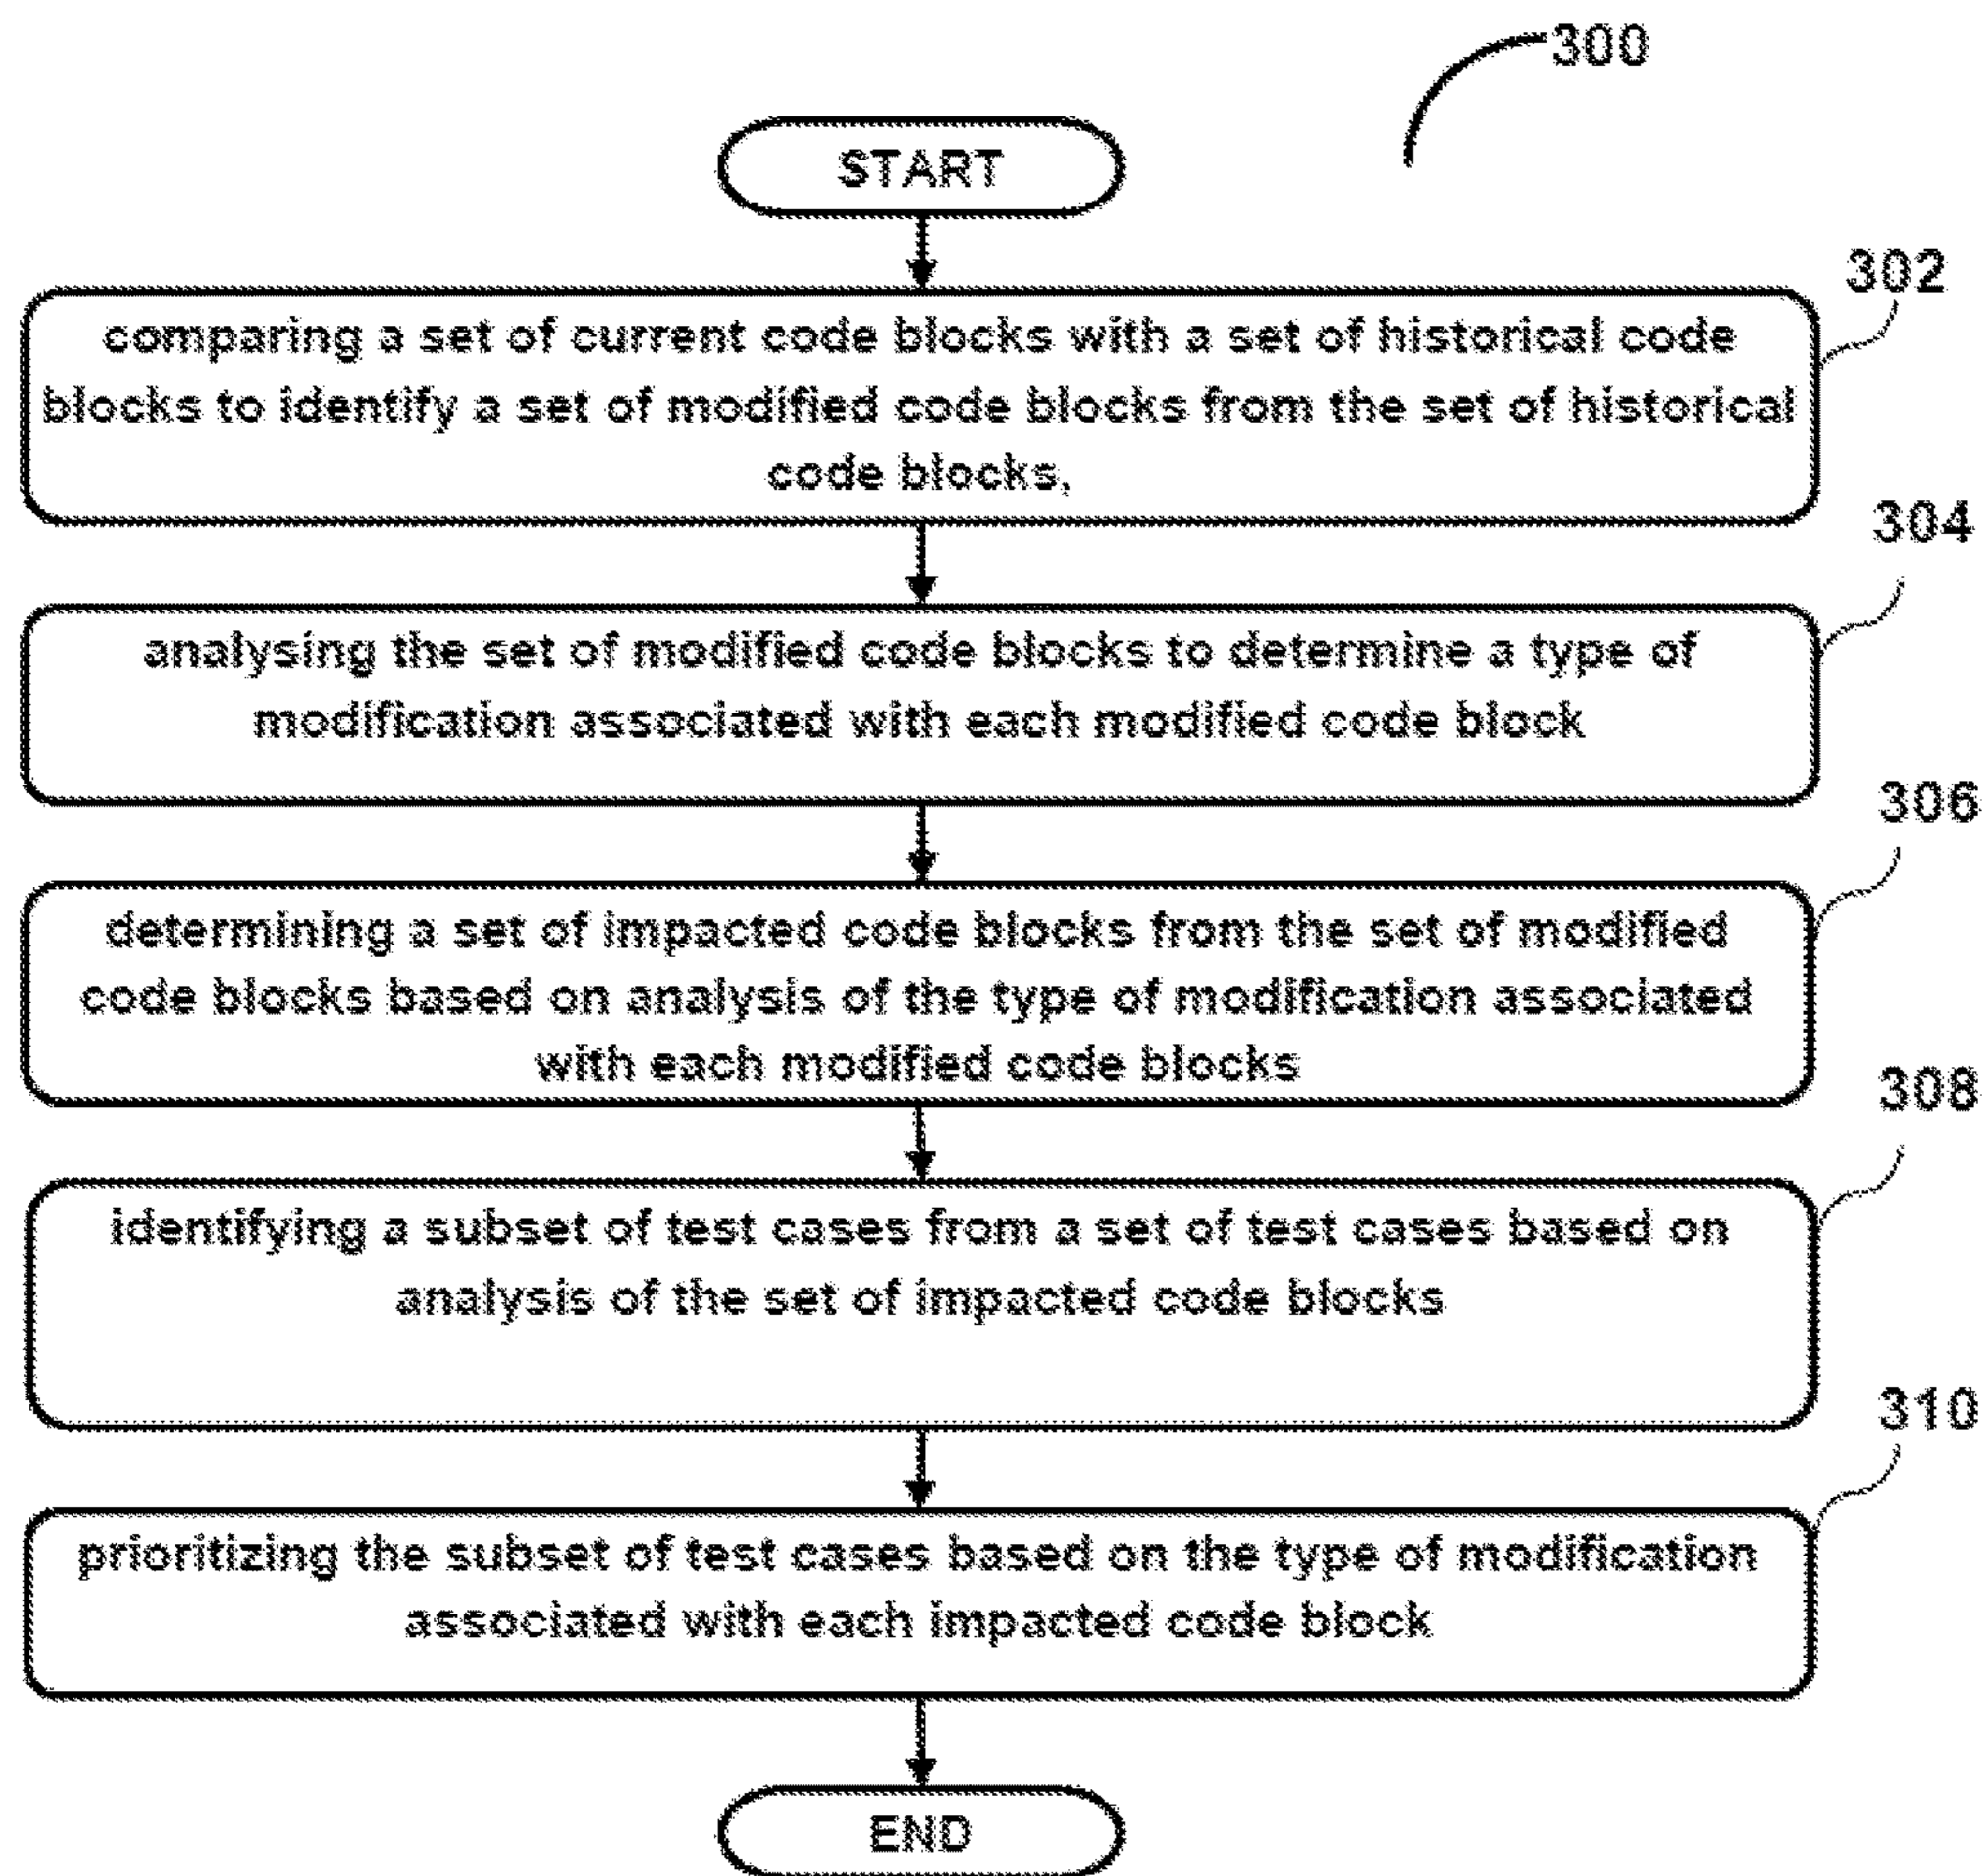 300
START
302
comparing a set of current code blocks with a set of historical code
blocks to identify a set of modified code blocks from the set of historical
code blocks,
304
analysing the set of modified code blocks to determine a type of
modification associated with each modified code block
306
determining a set of impacted code blocks from the set of modified
code blocks based on analysis of the type of modification associated
with each modified code blocks
308
identifying a subset of test cases from a set of test cases based on
analysis of the set of impacted code blocks
310
prioritizing the subset of test cases based on the type of modification
associated with each impacted code block
END